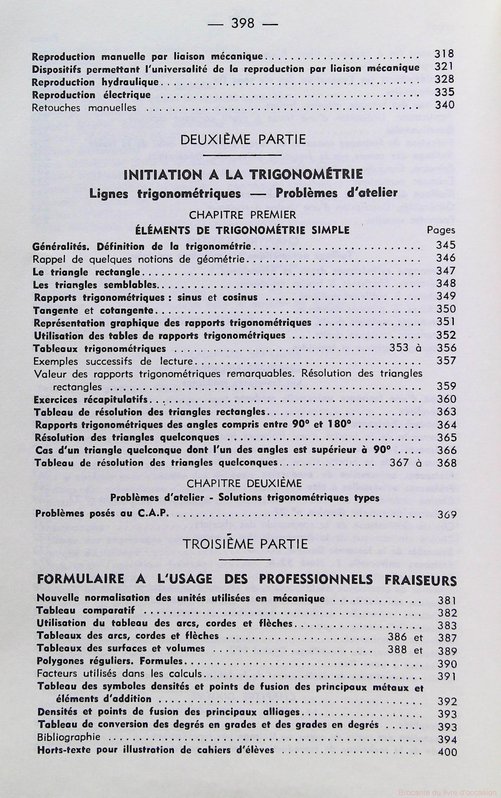 — 398 —
Reproduction manuelle par liaison mécanique. . . . . . . . . . . . . . . . . . . . . . . 318
Dispositifs permettant l'universalité de la reproduction par liaison mécanique 321
Reproduction hydraulique. . . . . . . . . . . . . . . . . . . . . . . . . . . . . . . . . . . . . . 328
Reproduction électrique . . . . . . . . . . . . . . . . . . . . . . . . . . . . . . . . . . . . . . 335
Retouches manuelles . . . . . . . . . . . . . . . . . . . . . . . . . . . . . . . . . . . . . . . . 340
DEUXIÈME PARTIE
INITIATION A LA TRIGONOMÉTRIE
Lignes trigonométriques — Problèmes d'atelier
CHAPITRE PREMIER
ÉLÉMENTS DE TRIGONOMÉTRIE SIMPLE Pages
Généralités. Définition de la trigonométrie. . . . . . . . . . . . . . . . . . . . . . . . . 345
Rappel de quelques notions de géométrie. . . . . . . . . . . . . . . . . . . . . . . . . . 346
Le triangle rectangle. . . . . . . . . . . . . . . . . . . . . . . . . . . . . . . . . . . . . . . . . 347
Les triangles semblables. . . . . . . . . . . . . . . . . . . . . . . . . . . . . . . . . . . . . . . 348
Rapports trigonométriques : sinus et cosinus . . . . . . . . . . . . . . . . . . . . . . . . 349
Tangente et cotangente. . . . . . . . . . . . . . . . . . . . . . . . . . . . . . . . . . . . . . . 350
Représentation graphique des rapports trigonométriques . . . . . . . . . . . . . . . 351
Utilisation des tables de rapports trigonométriques . . . . . . . . . . . . . . . . . . . 352
Tableaux trigonométriques . . . . . . . . . . . . . . . . . . . . . . . . . . . . . . 353 à 356
Exemples successifs de lecture. . . . . . . . . . . . . . . . . . . . . . . . . . . . . . . . . . 357
Valeur des rapports trigonométriques remarquables. Résolution des triangles
rectangles . . . . . . . . . . . . . . . . . . . . . . . . . . . . . . . . . . . . . . . . . . . . . 359
Exercices récapitulatifs. . . . . . . . . . . . . . . . . . . . . . . . . . . . . . . . . . . . . . . . 360
Tableau de résolution des triangles rectangles. . . . . . . . . . . . . . . . . . . . . . . 363
Rapports trigonométriques des angles compris entre 90° et 180° . . . . . . . . . . 364
Résolution des triangles quelconques . . . . . . . . . . . . . . . . . . . . . . . . . . . . . 365
Cas d'un triangle quelconque dont l'un des angles est supérieur à 90° . . . . 366
Tableau de résolution des triangles quelconques. . . . . . . . . . . . . . . 367 à 368
CHAPITRE DEUXIÈME
Problèmes d'atelier - Solutions trigonométriques types
Problèmes posés au C.A.P. . . . . . . . . . . . . . . . . . . . . . . . . . . . . . . . . . . . . . 369
TROISIÈME PARTIE
FORMULAIRE A L'USAGE DES PROFESSIONNELS FRAISEURS
Nouvelle normalisation des unités utilisées en mécanique . . . . . . . . . . . . . . 381
Tableau comparatif . . . . . . . . . . . . . . . . . . . . . . . . . . . . . . . . . . . . . . . . . . 382
Utilisation du tableau des arcs, cordes et flèches. . . . . . . . . . . . . . . . . . . . . 383
Tableaux des arcs, cordes et flèches . . . . . . . . . . . . . . . . . . . . . . 386 et 387
Tableaux des surfaces et volumes . . . . . . . . . . . . . . . . . . . . . . . . 388 et 389
Polygones réguliers. Formules. . . . . . . . . . . . . . . . . . . . . . . . . . . . . . . . . . . 390
Facteurs utilisés dans les calculs. . . . . . . . . . . . . . . . . . . . . . . . . . . . . . . . . 391
Tableau des symboles densités et points de fusion des principaux métaux et
éléments d'addition . . . . . . . . . . . . . . . . . . . . . . . . . . . . . . . . . . . . . . . 392
Densités et points de fusion des principaux alliages. . . . . . . . . . . . . . . . . . . 393
Tableau de conversion des degrés en grades et des grades en degrés . . . . . . 393
Bibliographie . . . . . . . . . . . . . . . . . . . . . . . . . . . . . . . . . . . . . . . . . . . . . . 394
Horts-texte pour illustration de cahiers d'élèves . . . . . . . . . . . . . . . . . . . . . 400
Brocante du livre d'occasion